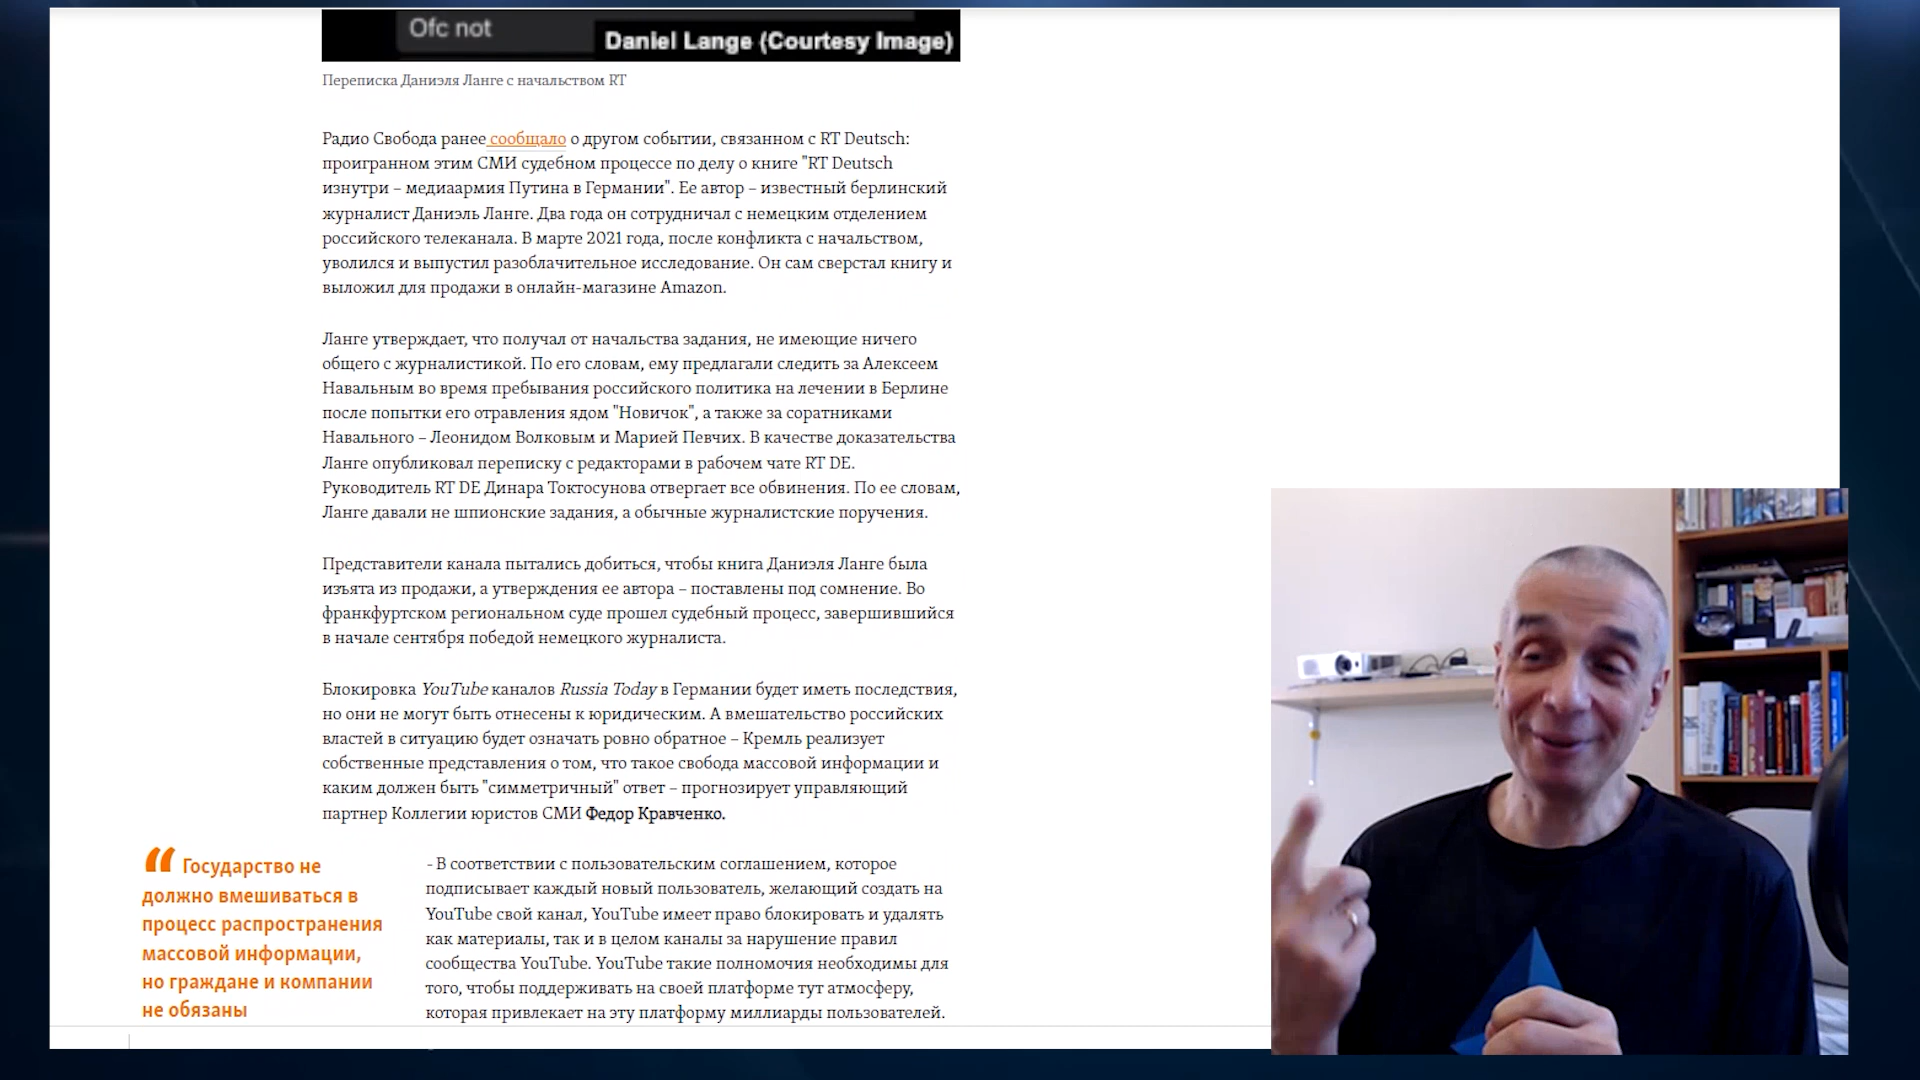 Ofc not
Daniel Lange (Courtesy Image)
Переписка Даниэля Ланге с начальством RT
Радио Свобода ранее сообщало о другом событии, связанном с RT Deutsch:
проигранном этим СМИ судебном процессе по делу о книге "RT Deutsch
изнутри – медиаармия Путина в Германии". Ее автор – известный берлинский
журналист Даниэль Ланге. Два года он сотрудничал с немецким отделением
российского телеканала. В марте 2021 года, после конфликта с начальством,
уволился и выпустил разоблачительное исследование. Он сам сверстал книгу и
выложил для продажи в онлайн-магазине Amazon.
Ланге утверждает, что получал от начальства задания, не имеющие ничего
общего с журналистикой. По его словам, ему предлагали следить за Алексеем
Навальным во время пребывания российского политика на лечении в Берлине
после попытки его отравления ядом "Новичок", а также за соратниками
Навального – Леонидом Волковым и Марией Певчих. В качестве доказательства
Ланге опубликовал переписку с редакторами в рабочем чате RT DE.
Руководитель RT DE Динара Токтосунова отвергает все обвинения. По ее словам,
Ланге давали не шпионские задания, а обычные журналистские поручения.
Представители канала пытались добиться, чтобы книга Даниэля Ланге была
изъята из продажи, а утверждения ее автора – поставлены под сомнение. Во
франкфуртском региональном суде прошел судебный процесс, завершившийся
в начале сентября победой немецкого журналиста.
Блокировка YouTube каналов Russia Today в Германии будет иметь последствия,
но они не могут быть отнесены к юридическим. А вмешательство российских
властей в ситуацию будет означать ровно обратное – Кремль реализует
собственные представления о том, что такое свобода массовой информации и
каким должен быть "симметричный" ответ – прогнозирует управляющий
партнер Коллегии юристов СМИ Федор Кравченко.
“ Государство не
должно вмешиваться в
процесс распространения
массовой информации,
но граждане и компании
не обязаны
- В соответствии с пользовательским соглашением, которое
подписывает каждый новый пользователь, желающий создать на
YouTube свой канал, YouTube имеет право блокировать и удалять
как материалы, так и в целом каналы за нарушение правил
сообщества YouTube. YouTube такие полномочия необходимы для
того, чтобы поддерживать на своей платформе тут атмосферу,
которая привлекает на эту платформу миллиарды пользователей.